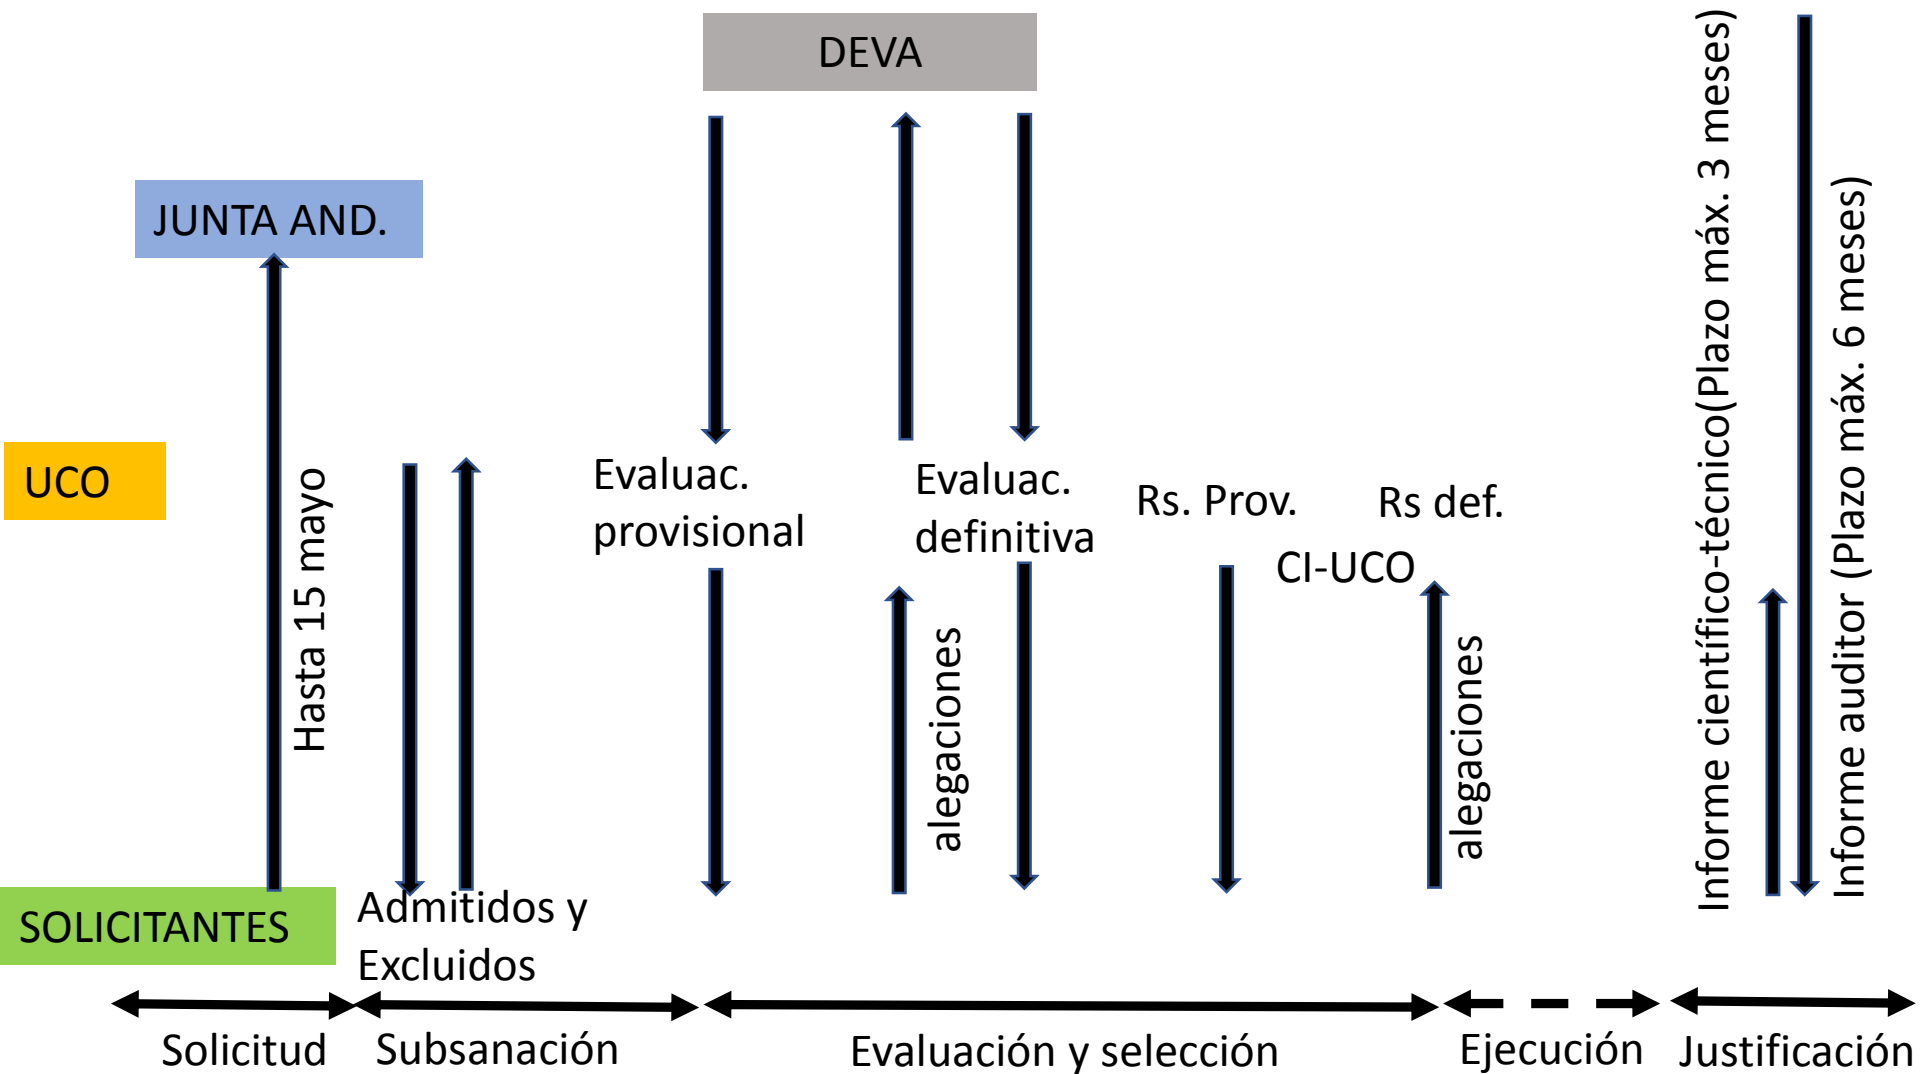 DEVA
JUNTA AND.
UCO
SOLICITANTES
Hasta 15 mayo
Admitidos y
Excluidos
Evaluac.
provisional
Evaluac.
definitiva
alegaciones
Rs. Prov.
Rs def.
CI-UCO
alegaciones
Informe científico-técnico(Plazo máx. 3 meses)
Informe auditor (Plazo máx. 6 meses)
Solicitud
Subsanación
Evaluación y selección
Ejecución
Justificación